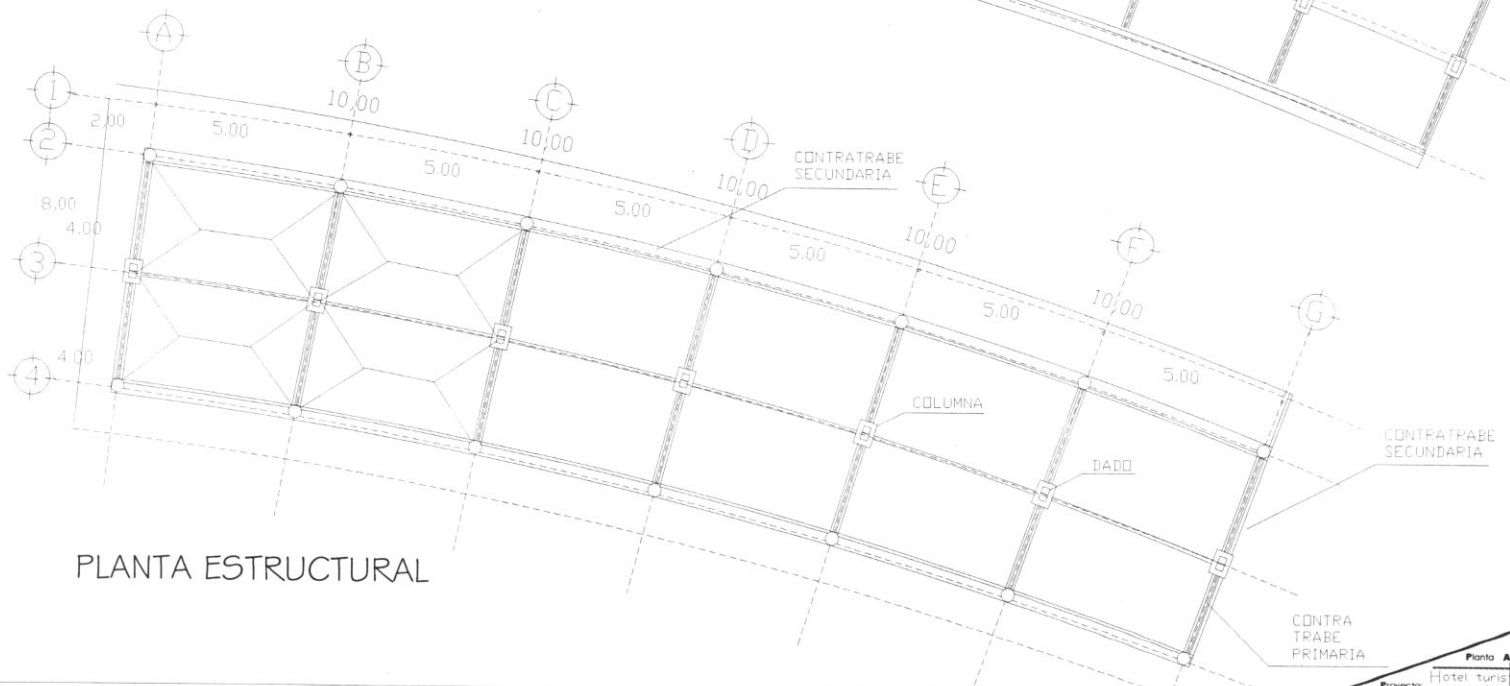 A
B
C
D
E
F
G
1
2
3
4
10,00
10,00
10,00
10,00
10,00
2,00
5.00
5.00
5.00
5.00
5.00
5.00
8,00
4.00
4.00
CONTRATRABE
SECUNDARIA
COLUMNA
DADO
CONTRATRABE
SECUNDARIA
CONTRA
TRABE
PRIMARIA
PLANTA ESTRUCTURAL
Planta A
Proyecto: Hotel turis